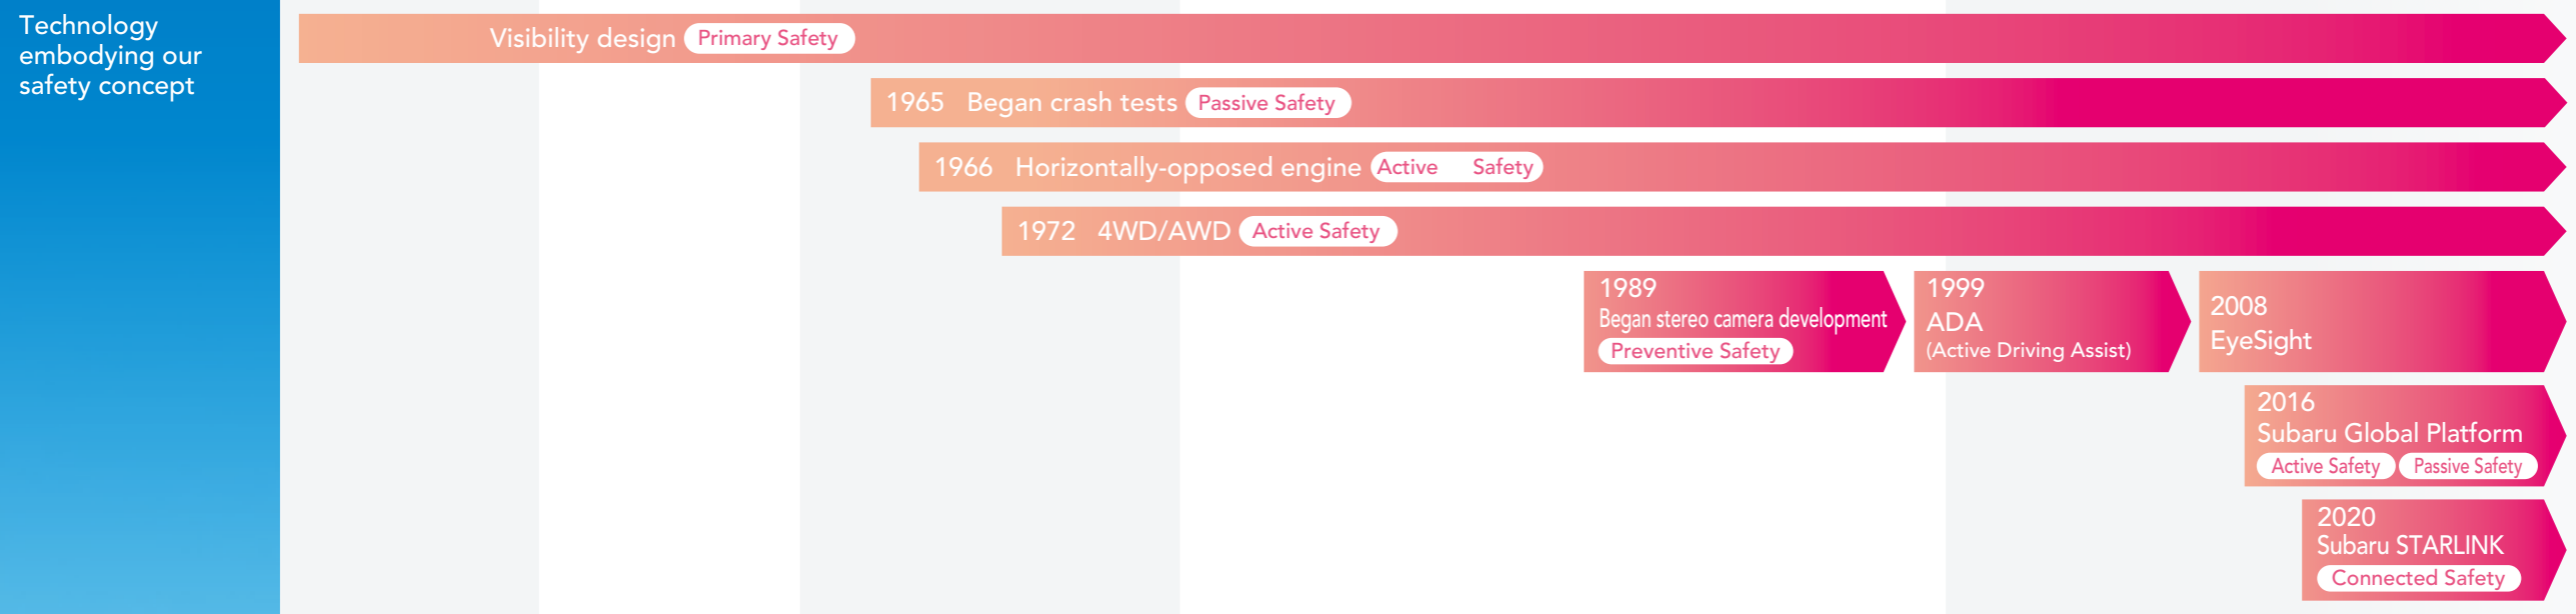 Technology
embodying our
safety concept
Visibility design Primary Safety
1965 Began crash tests Passive Safety
1966 Horizontally-opposed engine Active Safety
1972 4WD/AWD Active Safety
1989
Began stereo camera development
Preventive Safety
1999
ADA
(Active Driving Assist)
2008
EyeSight
2016
Subaru Global Platform
Active Safety Passive Safety
2020
Subaru STARLINK
Connected Safety